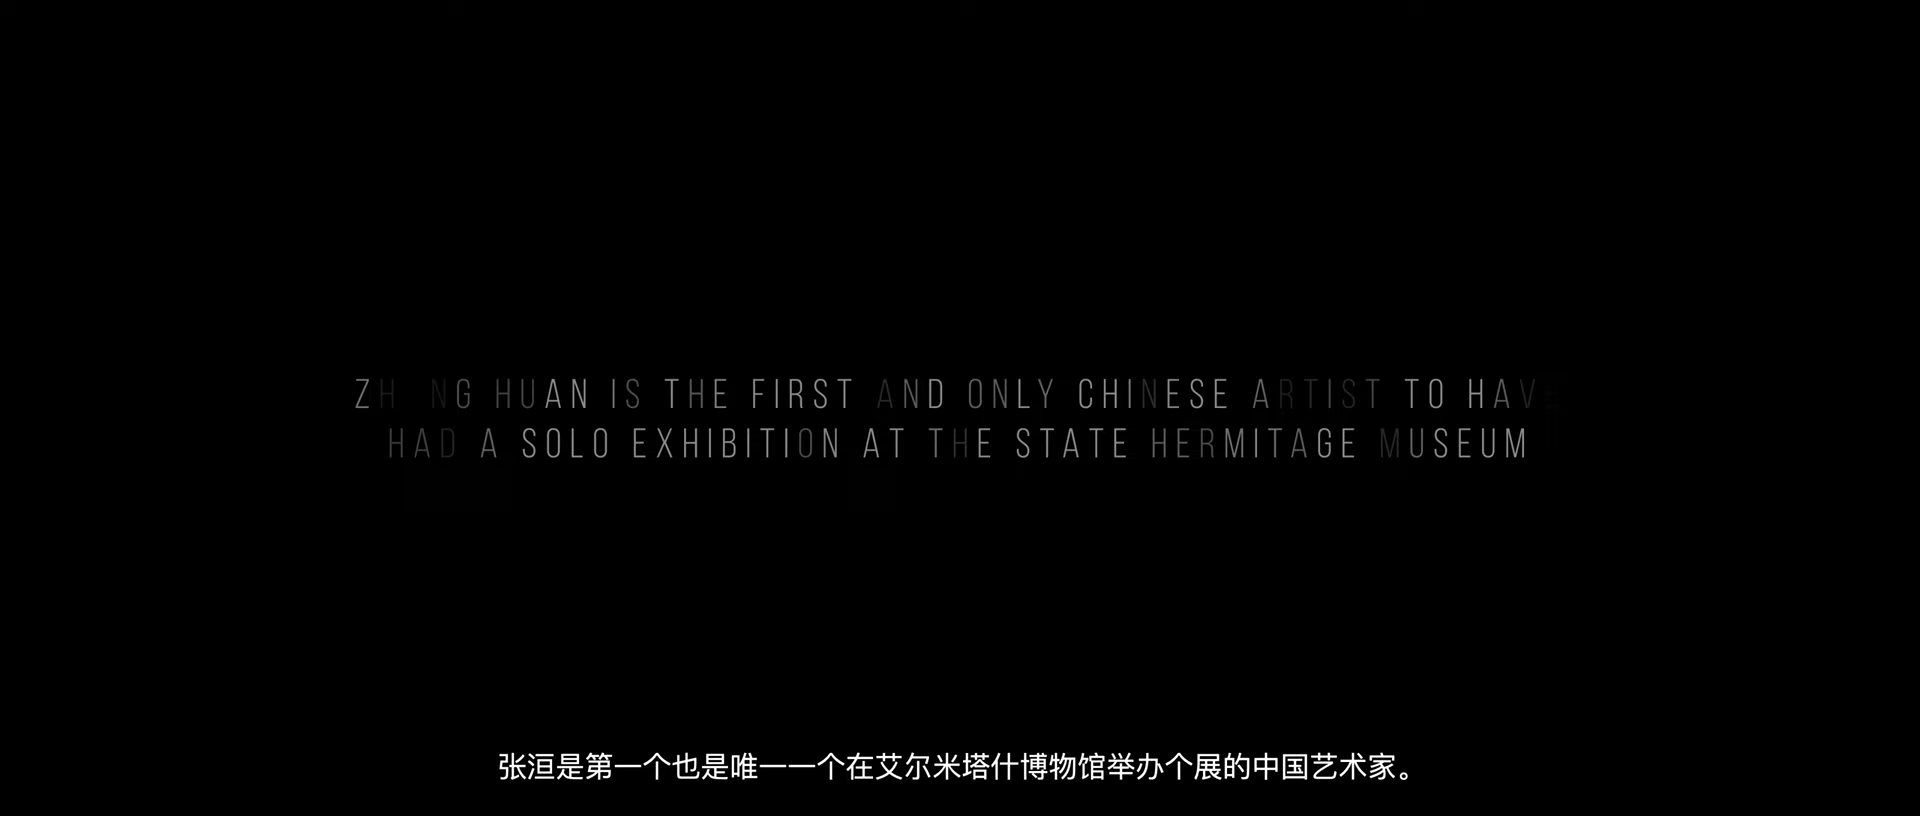 ZHANG HUAN IS THE FIRST AND ONLY CHINESE ARTIST TO HAVE
HAD A SOLO EXHIBITION AT THE STATE HERMITAGE MUSEUM
张洹是第一个也是唯一一个在艾尔米塔什博物馆举办个展的中国艺术家。